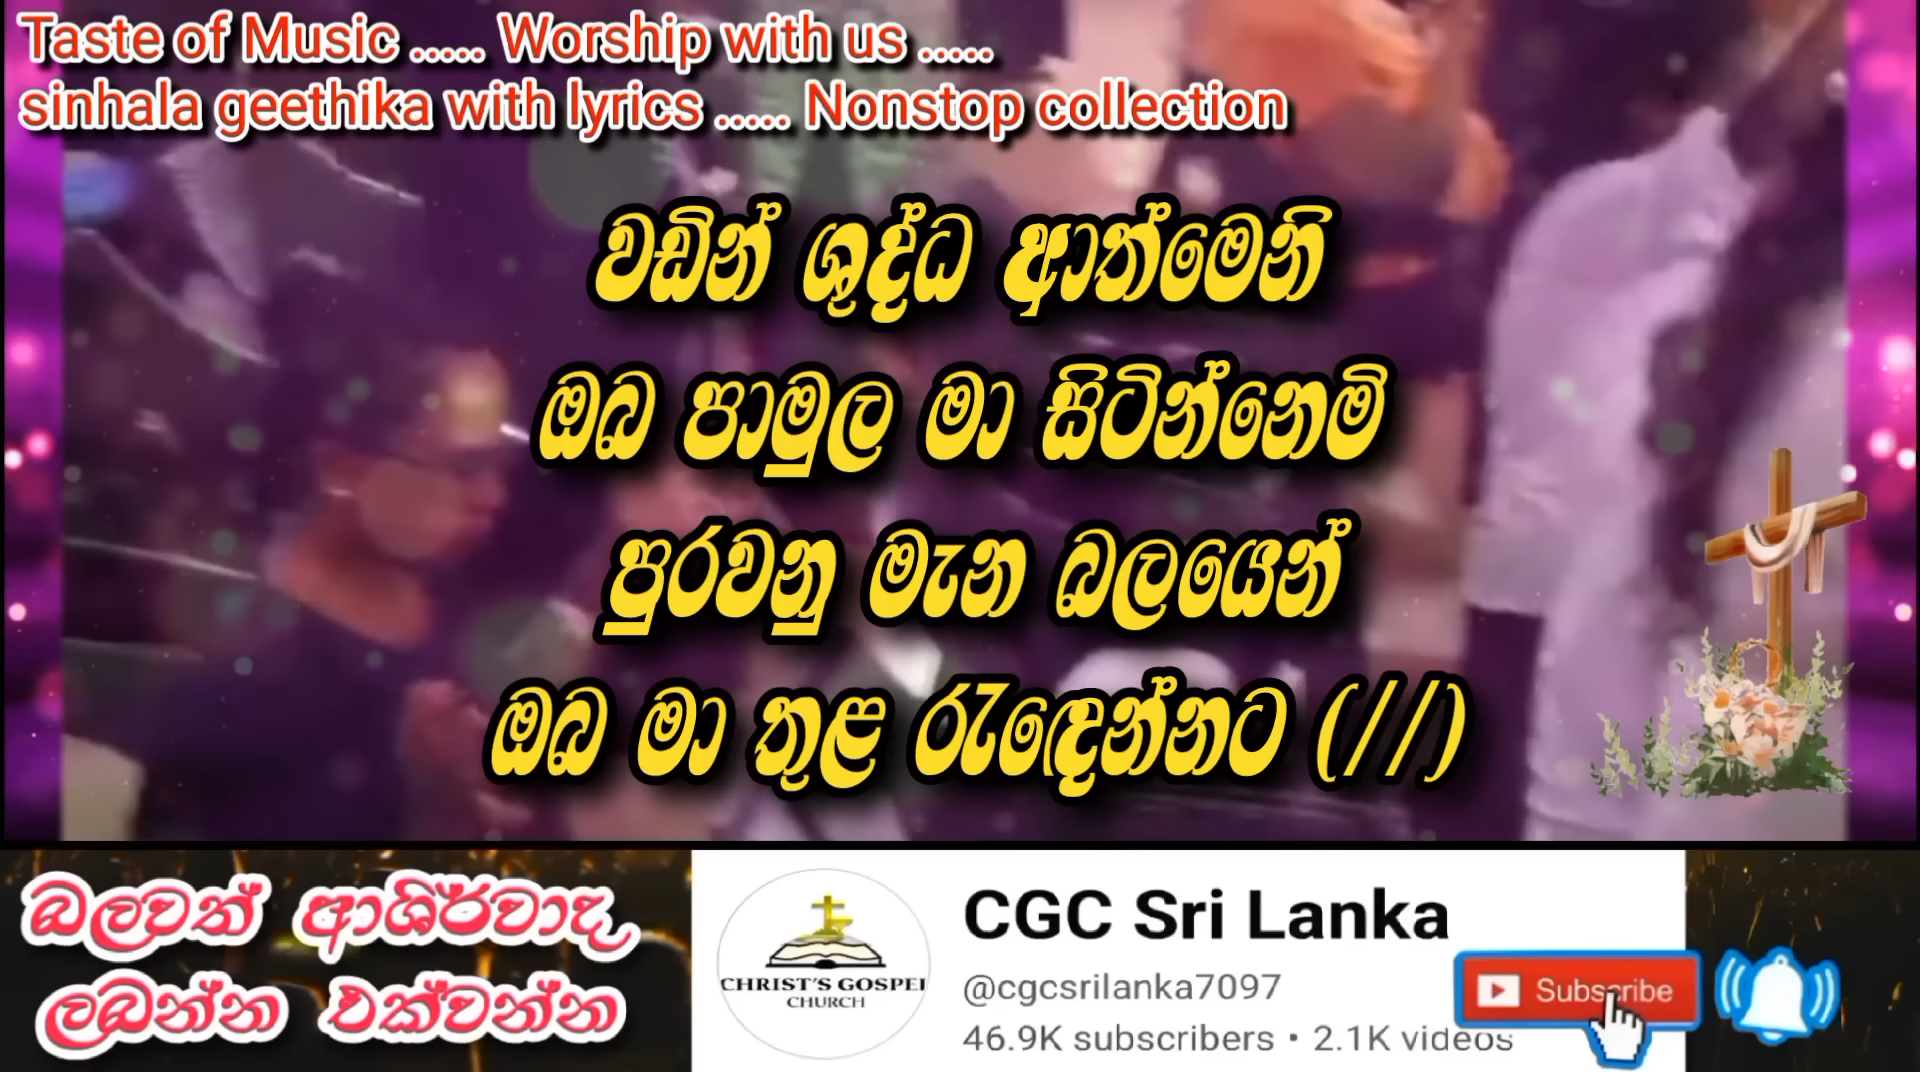 Taste of Music ..... Worship with us .....
sinhala geethika with lyrics ..... Nonstop collection
වඩින් ශුද්ධ ආත්මෙනි
ඔබ පාමුල මා සිටින්නෙමි
පුරවනු මැන බලයෙන්
ඔබ මා තුළ රැඳෙන්නට (//)
බලවත් ආශිර්වාද
ලබන්න එක්වන්න
CHRIST'S GOSPEL
CHURCH
CGC Sri Lanka
@cgcsrilanka7097
46.9K subscribers • 2.1K videos
Subscribe